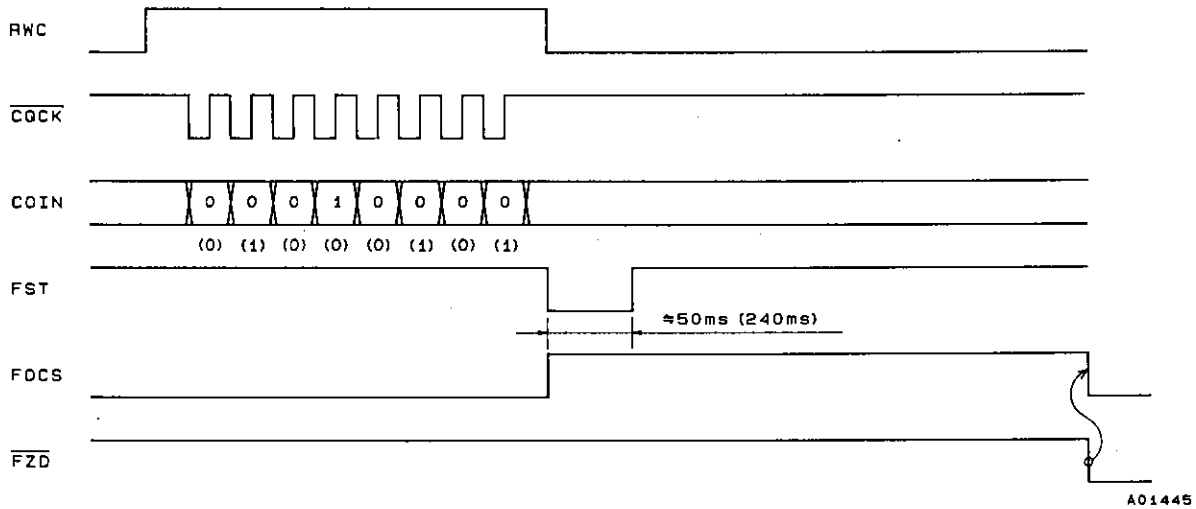 RWC
CQCK
COIN
0 0 0 1 0 0 0 0
(0) (1) (0) (0) (0) (1) (0) (1)
FST
≒50ms (240ms)
FOCS
FZD
A01445